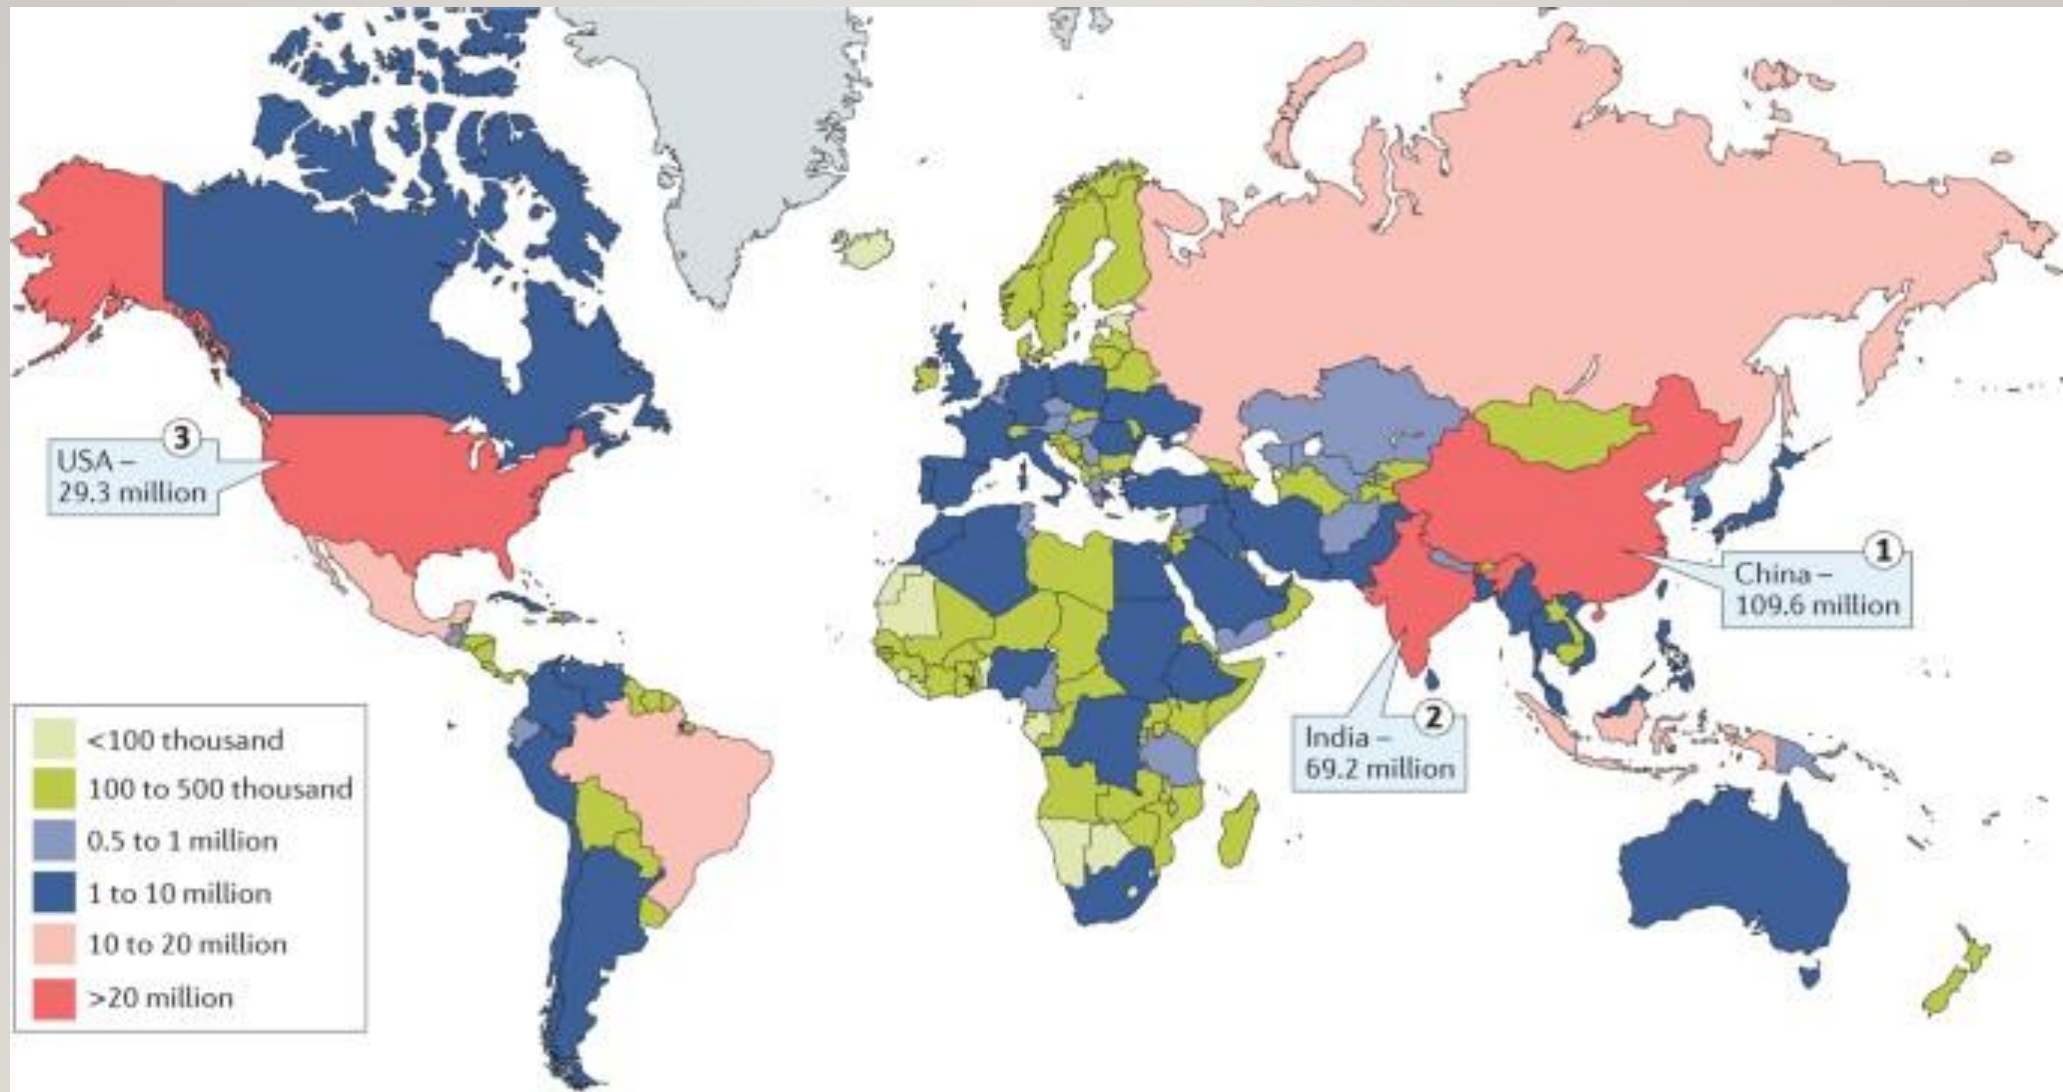 3
USA –
29.3 million
1
China –
109.6 million
2
India –
69.2 million
<100 thousand
100 to 500 thousand
0.5 to 1 million
1 to 10 million
10 to 20 million
>20 million